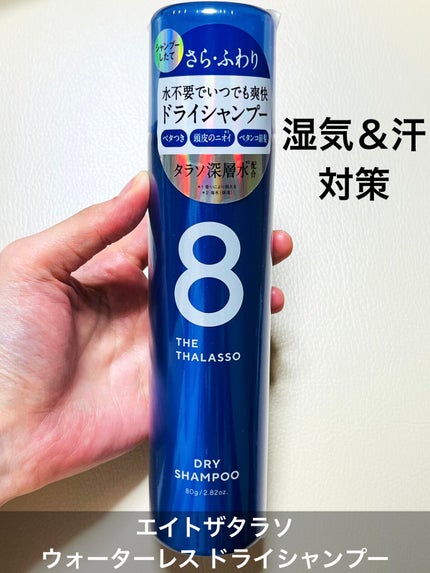 シャンプー
したて
さら・ふわり
水不要でいつでも爽快
ドライシャンプー
ベタつき 頭皮のニオイ ペタンコ前髪
タラソ深層水配合
湿気＆汗
対策
8
THE
THALASSO
DRY
SHAMPOO
80g/2.82oz.
エイトザタラソ
ウォーターレス ドライシャンプー